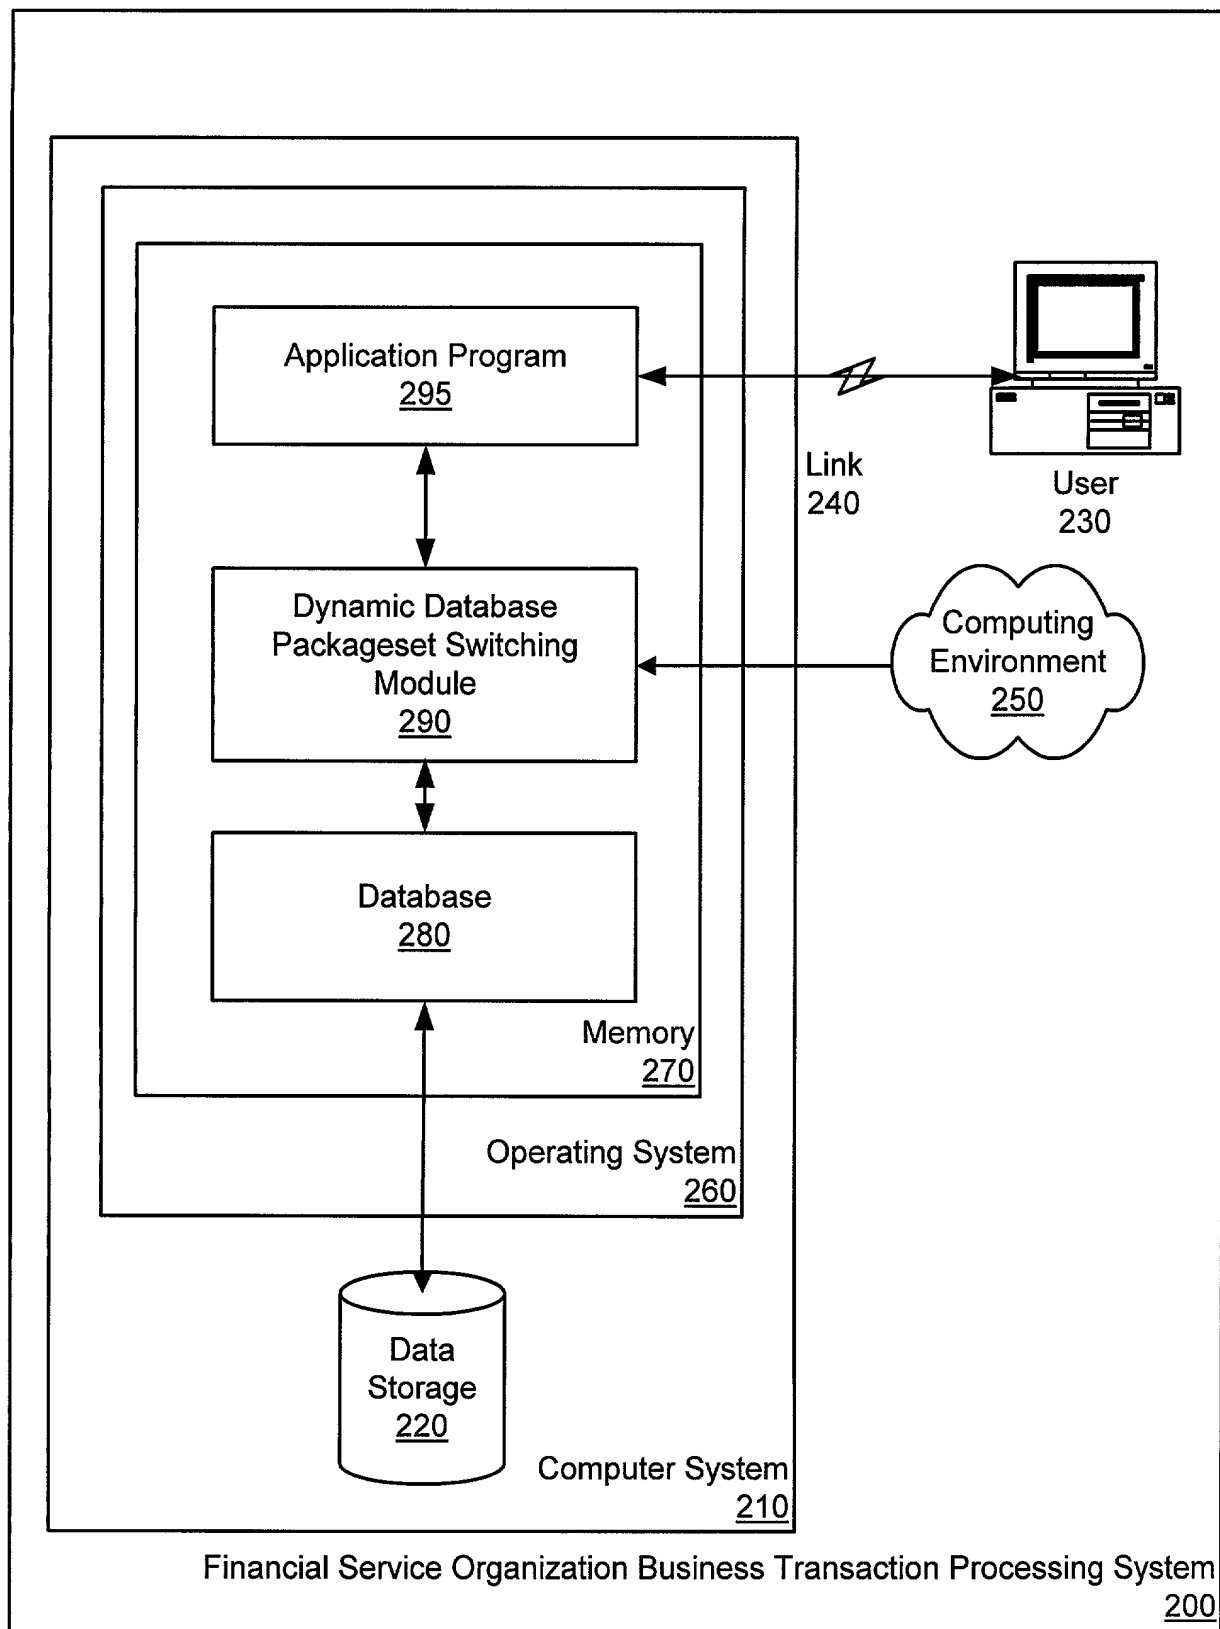 Application Program
295
Link
240
User
230
Dynamic Database
Packageset Switching
Module
290
Computing
Environment
250
Database
280
Memory
270
Operating System
260
Data
Storage
220
Computer System
210
Financial Service Organization Business Transaction Processing System
200